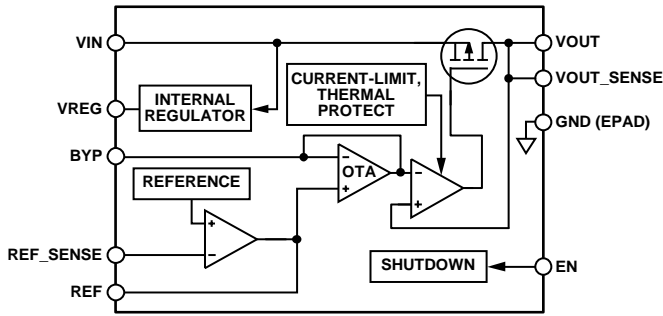 VIN
VREG
BYP
REF_SENSE
REF
INTERNAL
REGULATOR
CURRENT-LIMIT,
THERMAL
PROTECT
REFERENCE
+
−
−
OTA
+
−
+
SHUTDOWN
VOUT
VOUT_SENSE
GND (EPAD)
EN